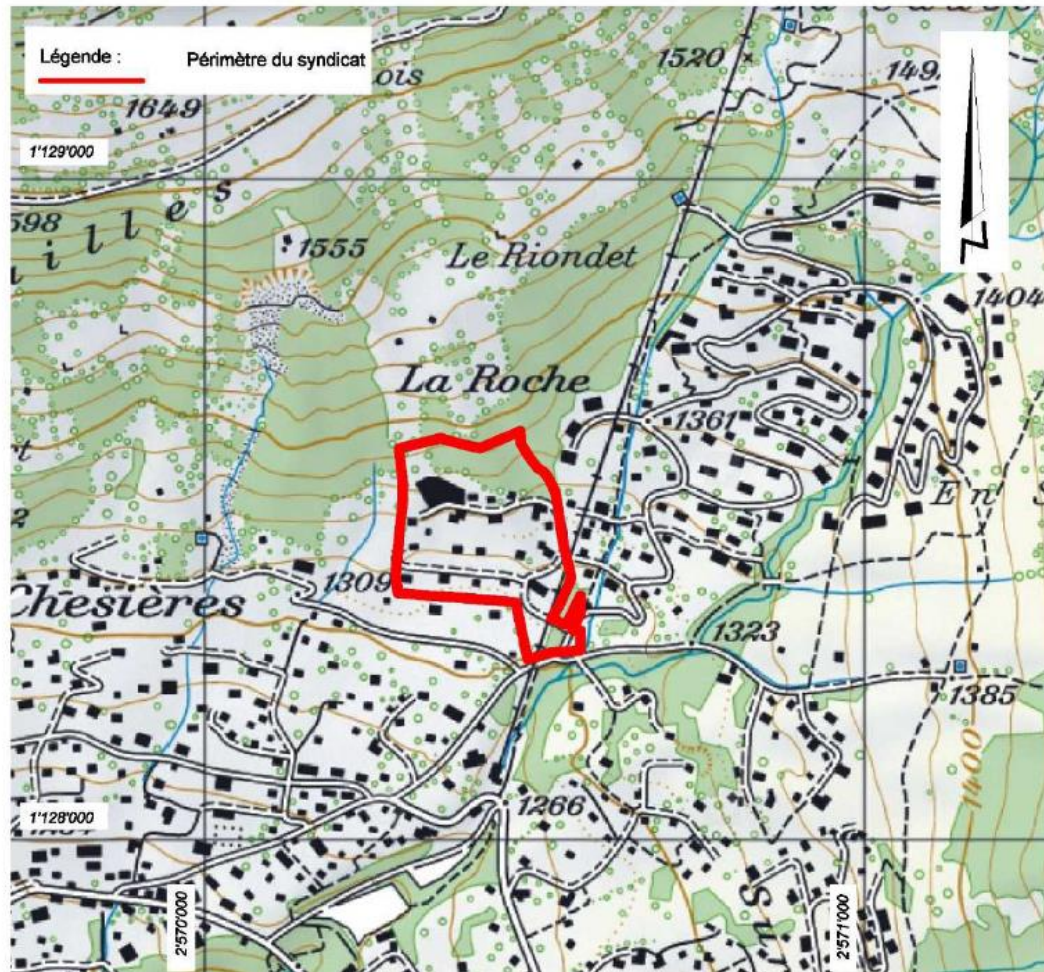 Légende :
Périmètre du syndicat
1520
1649
1'129'000
1555
Le Riondet
1404
La Roche
1361
En
1309
Chesières
1323
1385
1400
1266
1'128'000
2'570'000
2'571'000